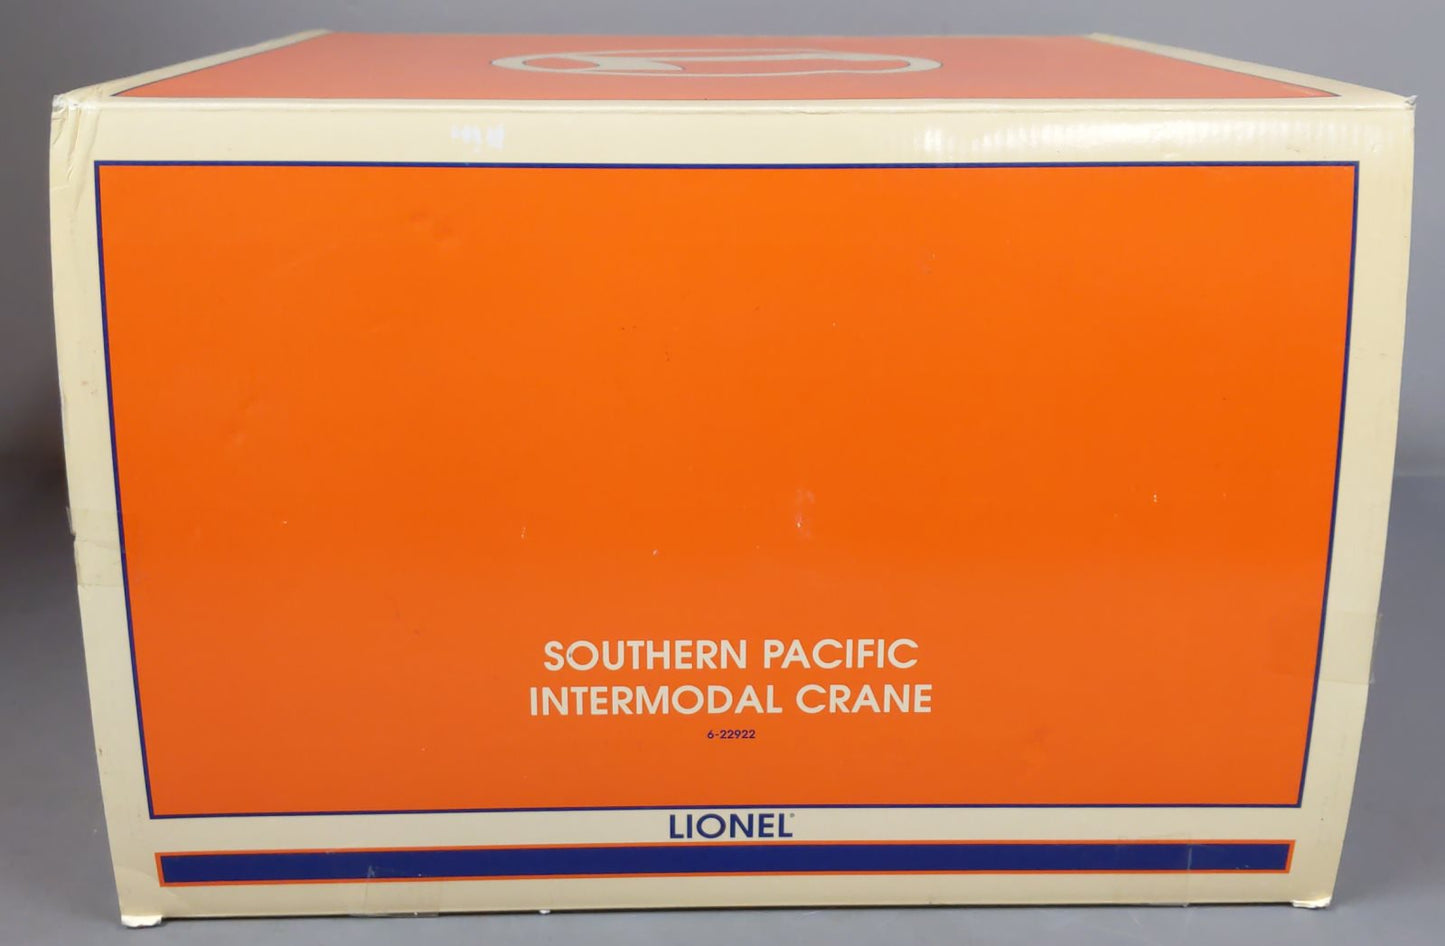 SOUTHERN PACIFIC
INTERMODAL CRANE
6-22922
LIONEL®